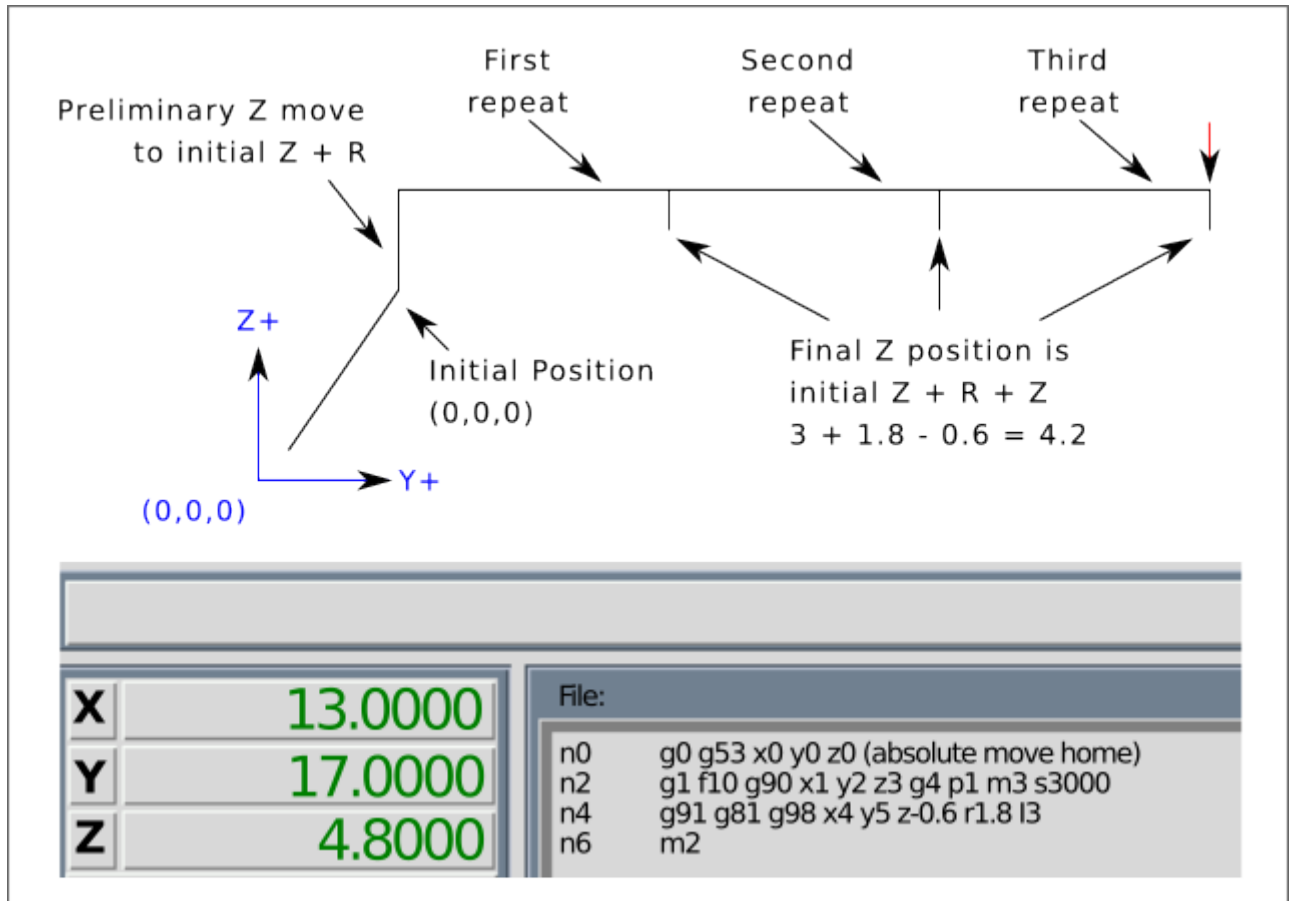 First
repeat
Second
repeat
Third
repeat
Preliminary Z move
to initial Z + R
Z+
Initial Position
(0,0,0)
Final Z position is
initial Z + R + Z
3 + 1.8 - 0.6 = 4.2
Y+
(0,0,0)
X 13.0000
Y 17.0000
Z 4.8000
File:
n0 g0 g53 x0 y0 z0 (absolute move home)
n2 g1 f10 g90 x1 y2 z3 g4 p1 m3 s3000
n4 g91 g81 g98 x4 y5 z-0.6 r1.8 l3
n6 m2